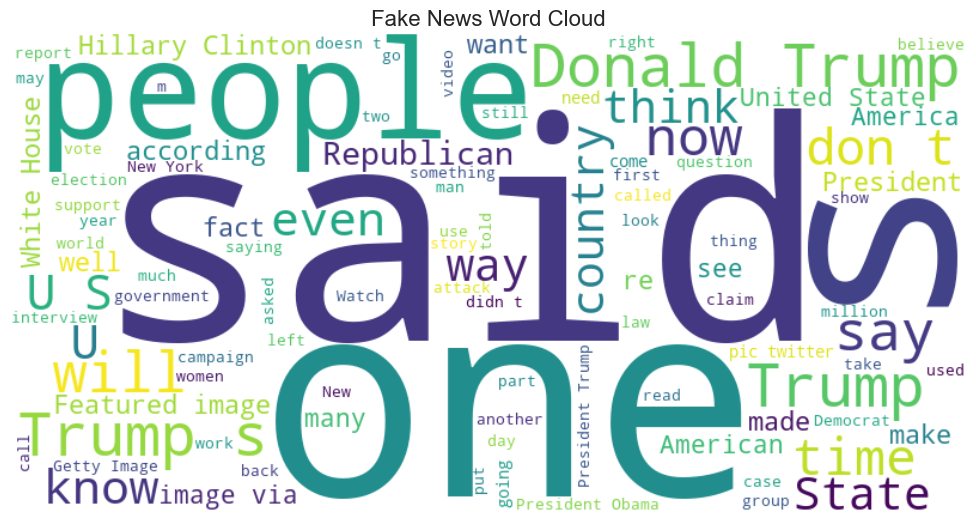 Fake News Word Cloud
report
Hillary Clinton
doesn t
go
video
want
Donald Trump
right
believe
may
m
people
two
still
need
think
United State
America
White House
vote
according
New York
Republican
something
man
now
country
come
first
question
called
don t
President
show
election
support
year
world
well
fact
saying
even
said
use
story
told
way
look
thing
see
re
s
much
government
asked
Watch
attack
didn t
claim
law
million
U S
interview
U
left
say
will
campaign
women
one
New
part
President Trump
pic twitter
take
used
Featured image
many
another
read
Trump
made
Democrat
make
Trump s
work
day
American
call
Getty Image
back
put
going
time
case
know
image via
President Obama
group
State